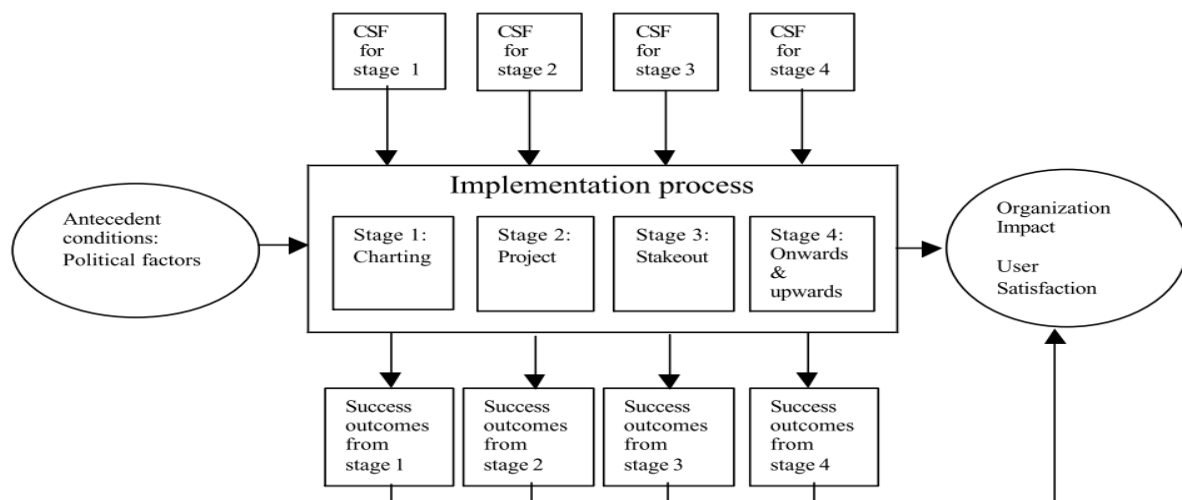 CSF
for
stage 1
CSF
for
stage 2
CSF
for
stage 3
CSF
for
stage 4
Implementation process
Antecedent
conditions:
Political factors
Stage 1:
Charting
Stage 2:
Project
Stage 3:
Stakeout
Stage 4:
Onwards
&
upwards
Organization
Impact
User
Satisfaction
Success
outcomes
from
stage 1
Success
outcomes
from
stage 2
Success
outcomes
from
stage 3
Success
outcomes
from
stage 4